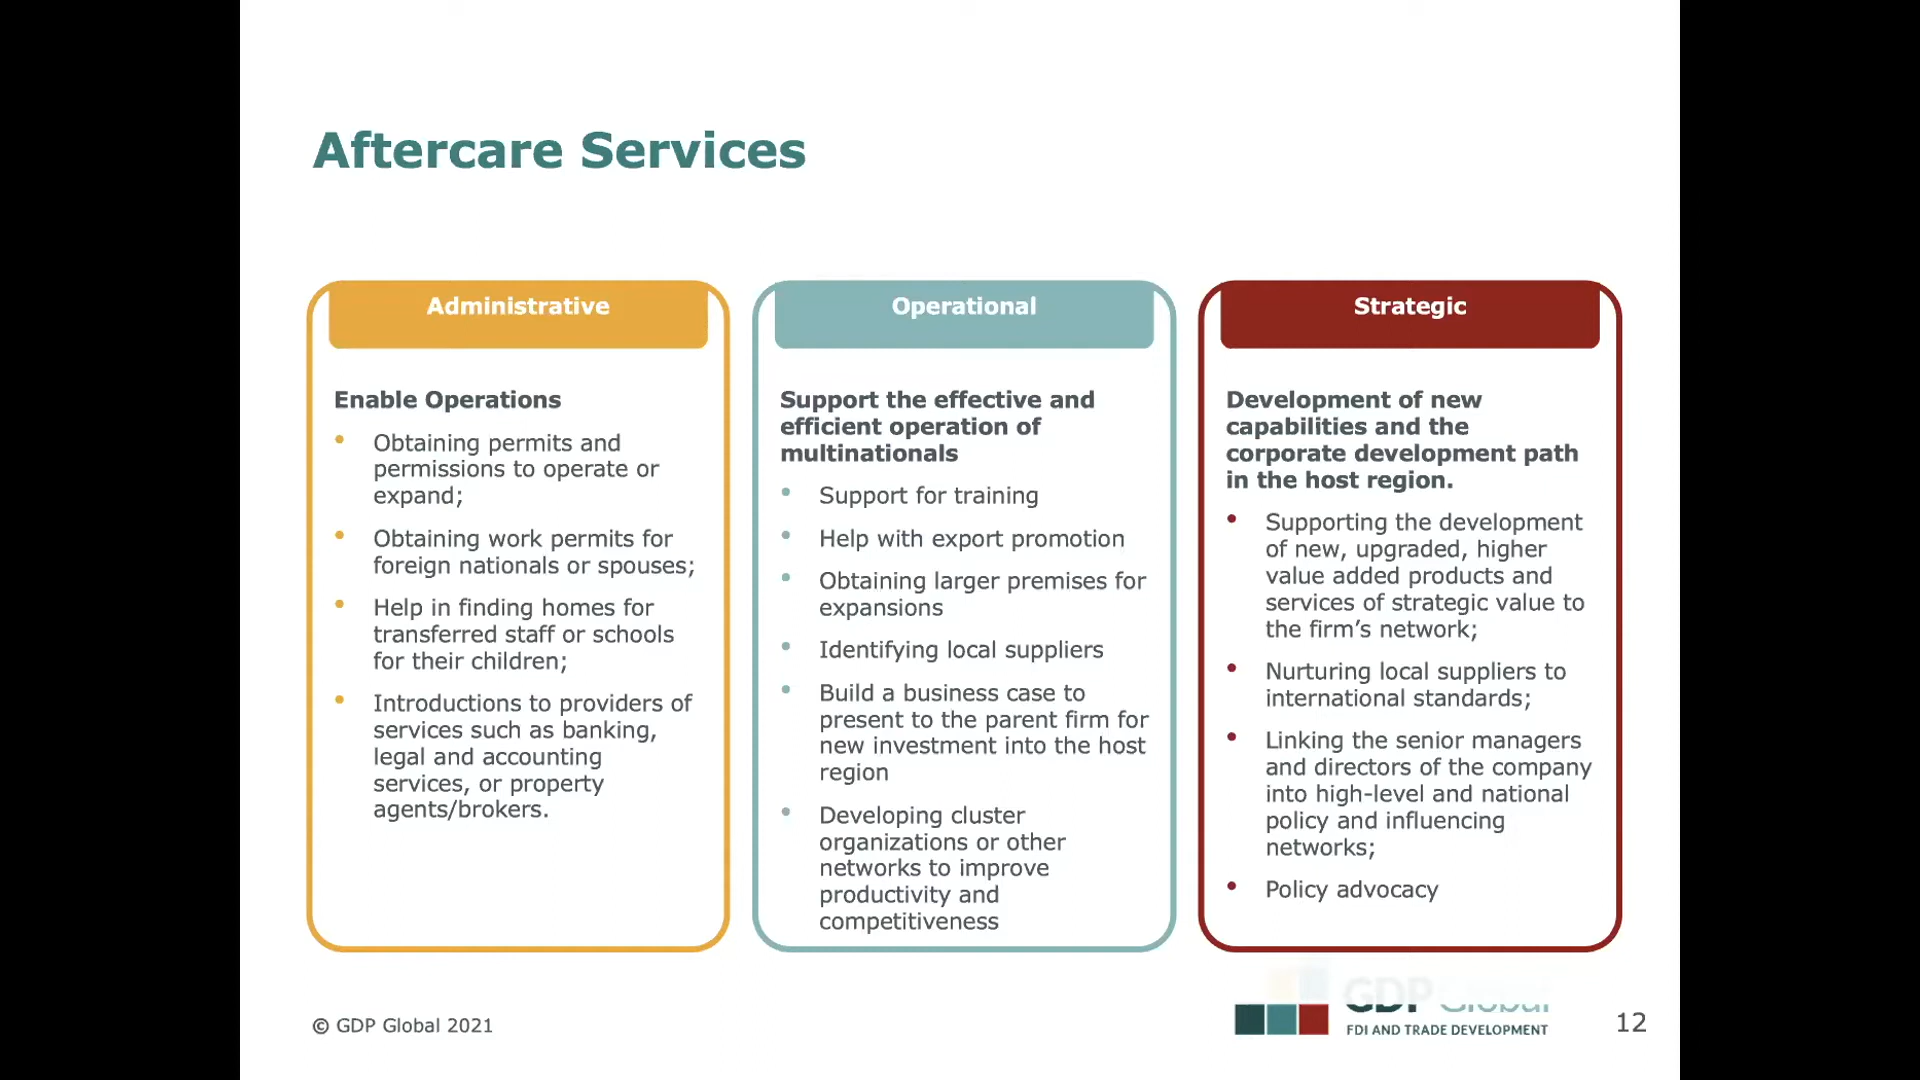 Aftercare Services
Administrative
Enable Operations
• Obtaining permits and
permissions to operate or
expand;
• Obtaining work permits for
foreign nationals or spouses;
• Help in finding homes for
transferred staff or schools
for their children;
• Introductions to providers of
services such as banking,
legal and accounting
services, or property
agents/brokers.
Operational
Support the effective and
efficient operation of
multinationals
• Support for training
• Help with export promotion
• Obtaining larger premises for
expansions
• Identifying local suppliers
• Build a business case to
present to the parent firm for
new investment into the host
region
• Developing cluster
organizations or other
networks to improve
productivity and
competitiveness
Strategic
Development of new
capabilities and the
corporate development path
in the host region.
• Supporting the development
of new, upgraded, higher
value added products and
services of strategic value to
the firm’s network;
• Nurturing local suppliers to
international standards;
• Linking the senior managers
and directors of the company
into high-level and national
policy and influencing
networks;
• Policy advocacy
© GDP Global 2021
GDP Global
FDI AND TRADE DEVELOPMENT
12